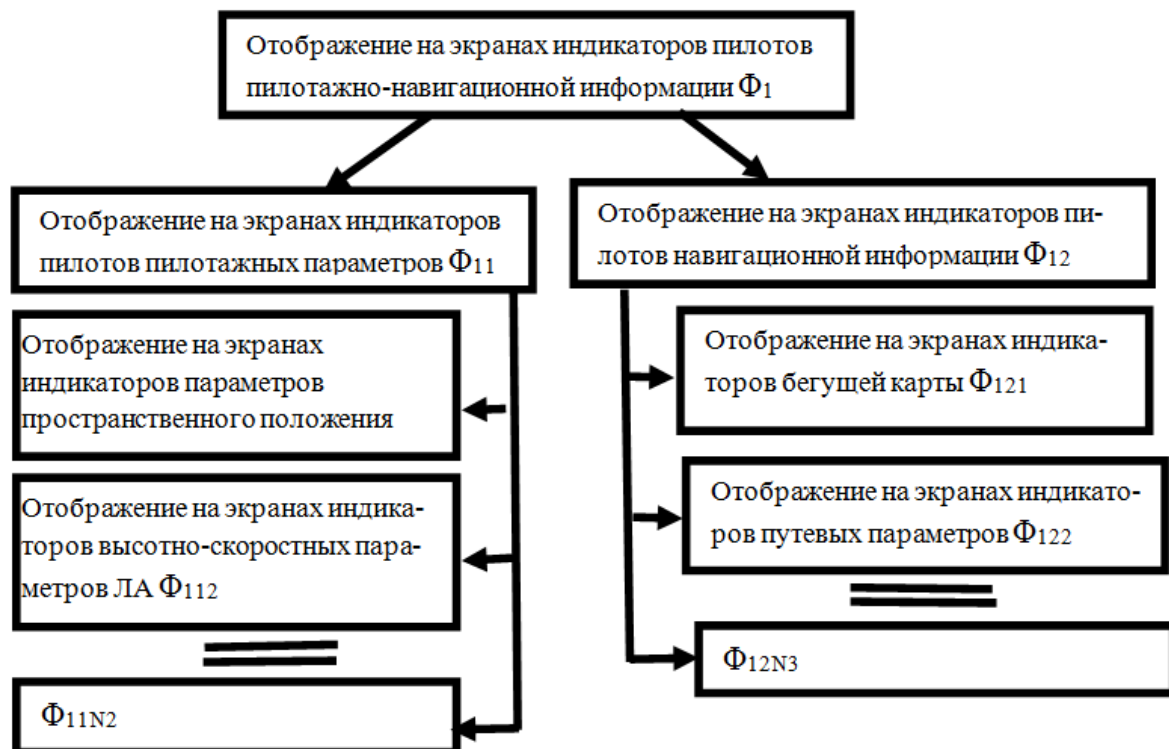 Отображение на экранах индикаторов пилотов
пилотажно-навигационной информации Ф1
Отображение на экранах индикаторов
пилотов пилотажных параметров Ф11
Отображение на экранах индикаторов пи-
лотов навигационной информации Ф12
Отображение на экранах
индикаторов параметров
пространственного положения
Отображение на экранах индика-
торов высотно-скоростных пара-
метров ЛА Ф112
Ф11N2
Отображение на экранах индика-
торов бегущей карты Ф121
Отображение на экранах индикато-
ров путевых параметров Ф122
Ф12N3